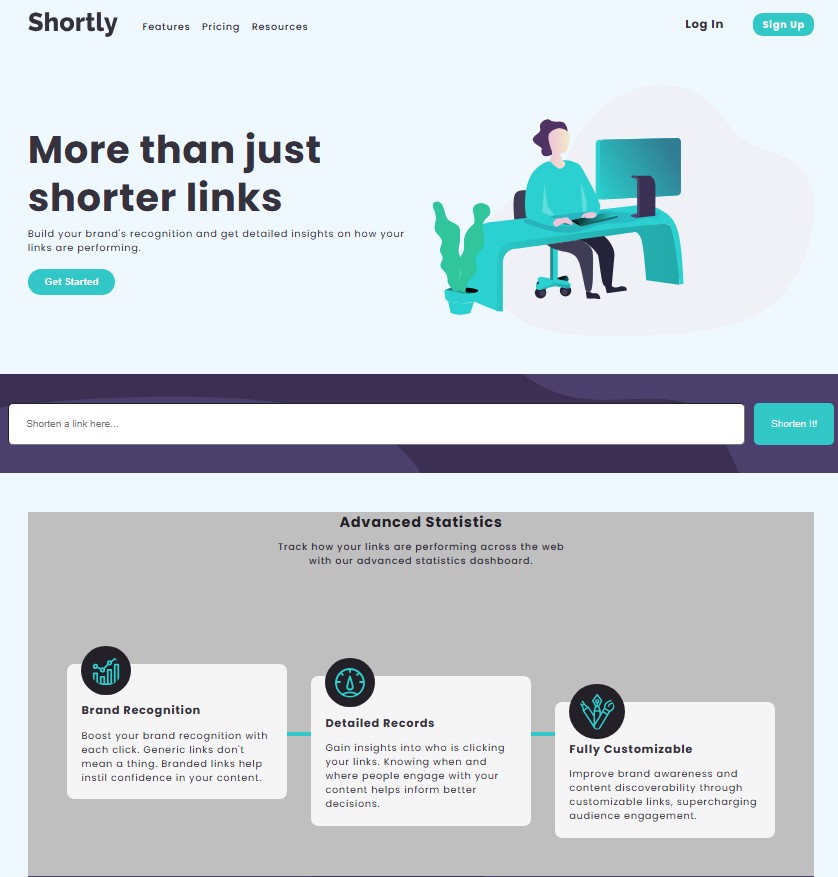 Shortly
Features Pricing Resources
Log In
Sign Up
More than just
shorter links
Build your brand's recognition and get detailed insights on how your
links are performing.
Get Started
Shorten a link here...
Shorten It!
Advanced Statistics
Track how your links are performing across the web
with our advanced statistics dashboard.
Brand Recognition
Boost your brand recognition with
each click. Generic links don't
mean a thing. Branded links help
instil confidence in your content.
Detailed Records
Gain insights into who is clicking
your links. Knowing when and
where people engage with your
content helps inform better
decisions.
Fully Customizable
Improve brand awareness and
content discoverability through
customizable links, supercharging
audience engagement.